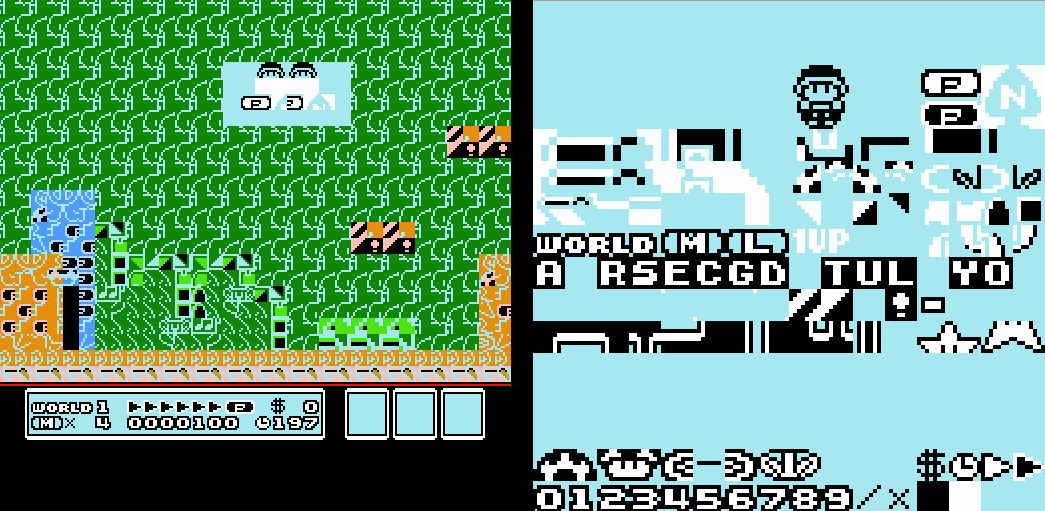 P
WORLD 1 P $ 0
(M)× 4 0000100 197
P
N
P
WORLD (M) (L) 1UP
A RSECGD TUL YO
!
$
0123456789/×